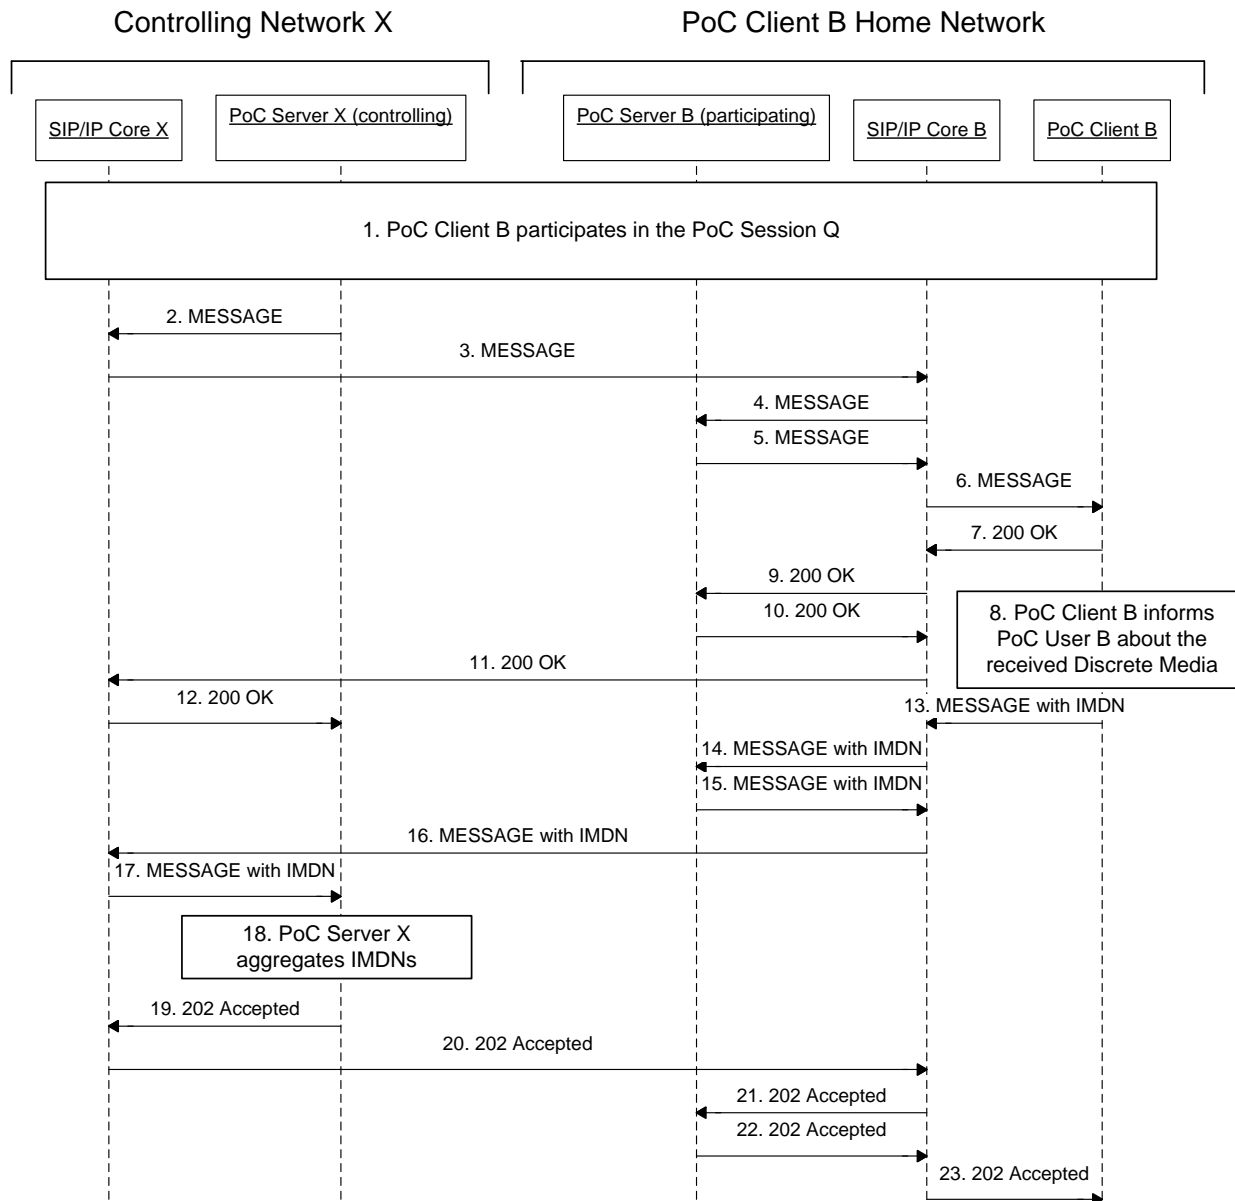 Controlling Network X
PoC Client B Home Network
SIP/IP Core X
PoC Server X (controlling)
PoC Server B (participating)
SIP/IP Core B
PoC Client B
1. PoC Client B participates in the PoC Session Q
2. MESSAGE
3. MESSAGE
4. MESSAGE
5. MESSAGE
6. MESSAGE
7. 200 OK
9. 200 OK
8. PoC Client B informs
PoC User B about the
received Discrete Media
10. 200 OK
11. 200 OK
12. 200 OK
13. MESSAGE with IMDN
14. MESSAGE with IMDN
15. MESSAGE with IMDN
16. MESSAGE with IMDN
17. MESSAGE with IMDN
18. PoC Server X
aggregates IMDNs
19. 202 Accepted
20. 202 Accepted
21. 202 Accepted
22. 202 Accepted
23. 202 Accepted